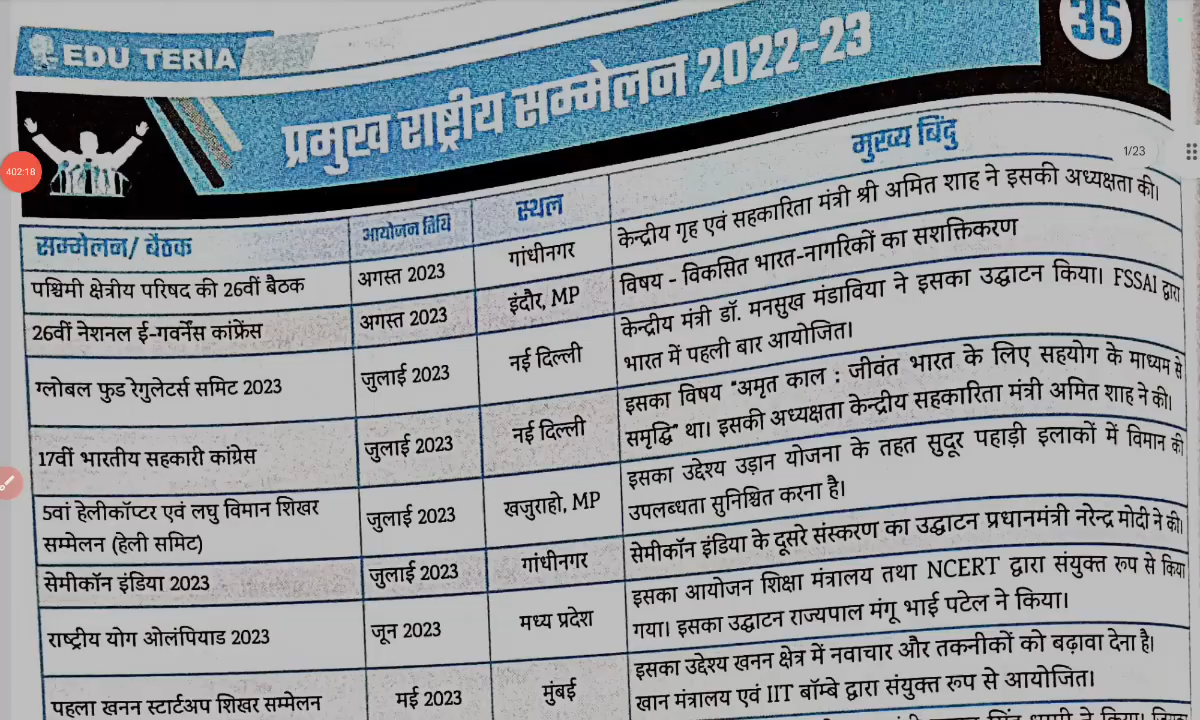 EDU TERIA
35
प्रमुख राष्ट्रीय सम्मेलन 2022-23
1/23
402:18
सम्मेलन/ बैठक
आयोजन तिथि
स्थल
मुख्य बिंदु
पश्चिमी क्षेत्रीय परिषद की 26वीं बैठक
अगस्त 2023
गांधीनगर
केन्द्रीय गृह एवं सहकारिता मंत्री श्री अमित शाह ने इसकी अध्यक्षता की।
26वीं नेशनल ई-गवर्नेंस कांफ्रेंस
अगस्त 2023
इंदौर, MP
विषय - विकसित भारत-नागरिकों का सशक्तिकरण
ग्लोबल फुड रेगुलेटर्स समिट 2023
जुलाई 2023
नई दिल्ली
केन्द्रीय मंत्री डॉ. मनसुख मंडाविया ने इसका उद्घाटन किया। FSSAI द्वारा
भारत में पहली बार आयोजित।
17वीं भारतीय सहकारी कांग्रेस
जुलाई 2023
नई दिल्ली
इसका विषय "अमृत काल : जीवंत भारत के लिए सहयोग के माध्यम से
समृद्धि" था। इसकी अध्यक्षता केन्द्रीय सहकारिता मंत्री अमित शाह ने की।
5वां हेलीकॉप्टर एवं लघु विमान शिखर
सम्मेलन (हेली समिट)
जुलाई 2023
खजुराहो, MP
इसका उद्देश्य उड़ान योजना के तहत सुदूर पहाड़ी इलाकों में विमान की
उपलब्धता सुनिश्चित करना है।
सेमीकॉन इंडिया 2023
जुलाई 2023
गांधीनगर
सेमीकॉन इंडिया के दूसरे संस्करण का उद्घाटन प्रधानमंत्री नरेन्द्र मोदी ने की।
राष्ट्रीय योग ओलंपियाड 2023
जून 2023
मध्य प्रदेश
इसका आयोजन शिक्षा मंत्रालय तथा NCERT द्वारा संयुक्त रुप से किया
गया। इसका उद्घाटन राज्यपाल मंगू भाई पटेल ने किया।
पहला खनन स्टार्टअप शिखर सम्मेलन
मई 2023
मुंबई
इसका उद्देश्य खनन क्षेत्र में नवाचार और तकनीकों को बढ़ावा देना है।
खान मंत्रालय एवं IIT बॉम्बे द्वारा संयुक्त रूप से आयोजित।